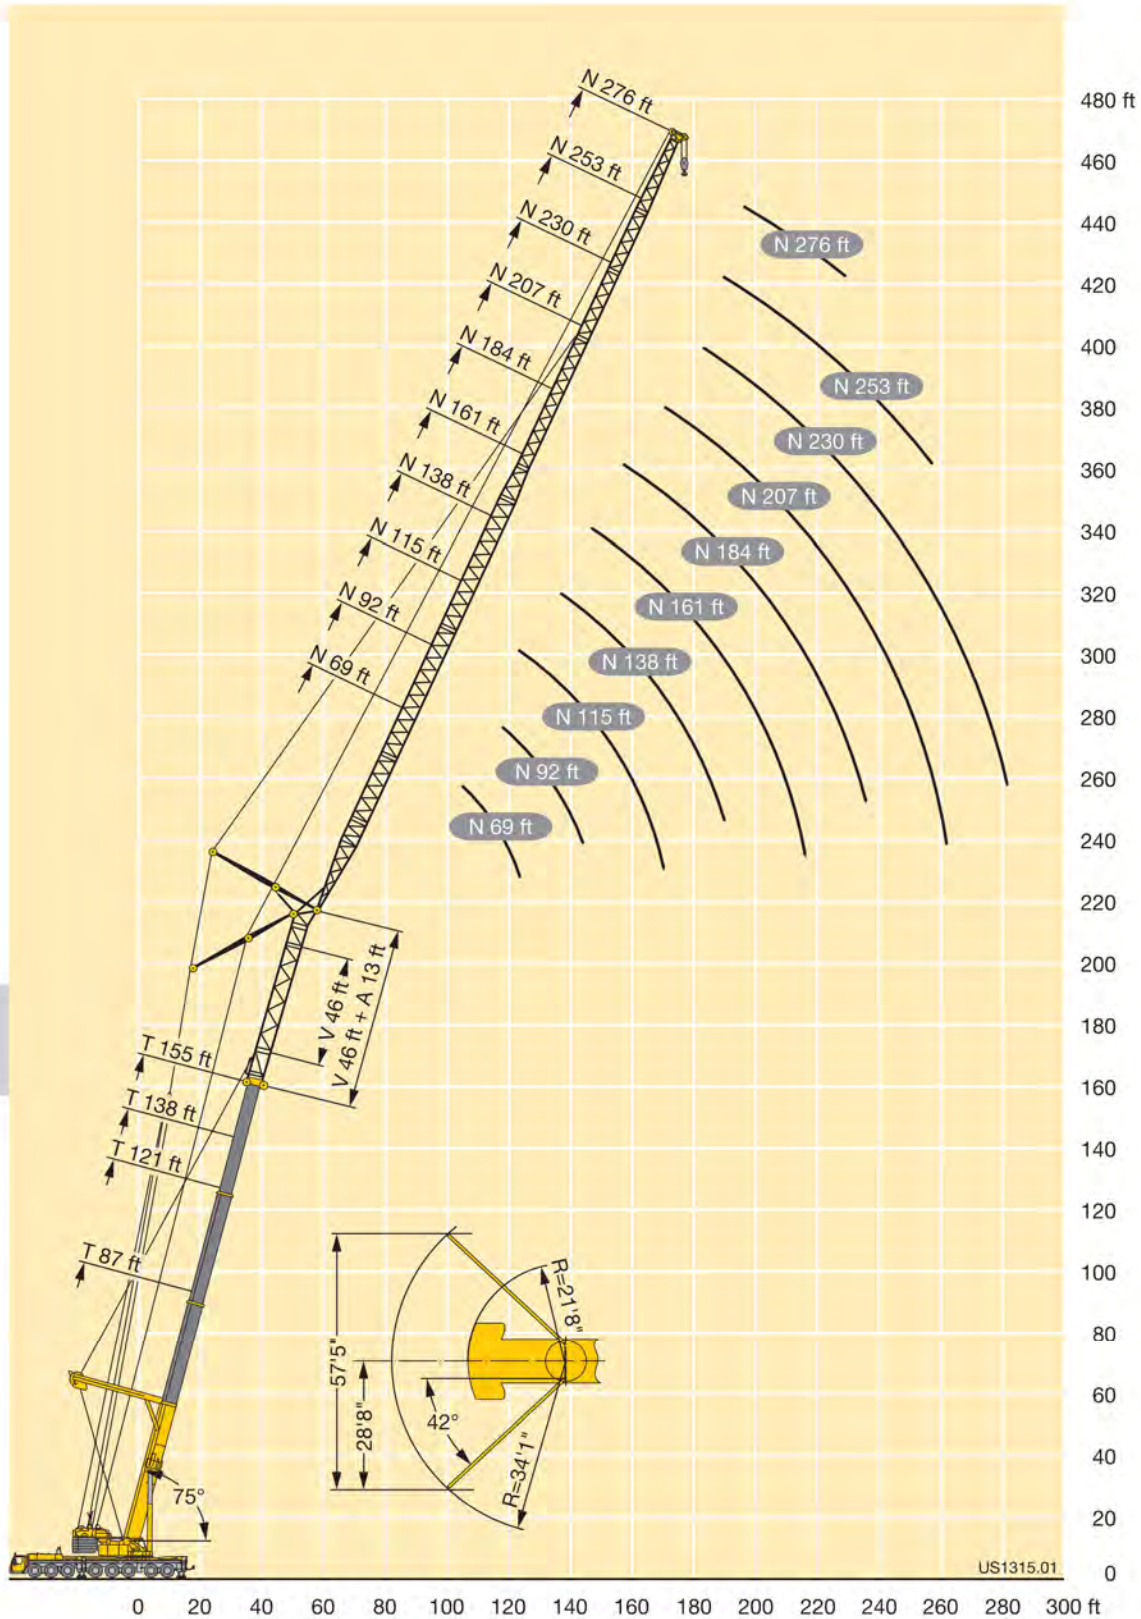 N 276 ft
480 ft
N 253 ft
460
N 230 ft
440
N 276 ft
N 207 ft
420
N 184 ft
400
N 253 ft
N 161 ft
380
N 230 ft
N 138 ft
360
N 207 ft
N 115 ft
340
N 184 ft
N 92 ft
320
N 161 ft
N 69 ft
300
N 138 ft
280
N 115 ft
260
N 92 ft
240
N 69 ft
220
200
V 46 ft
V 46 ft + A 13 ft
180
T 155 ft
160
T 138 ft
140
T 121 ft
120
T 87 ft
100
R=21'8"
80
57'5"
60
28'8"
42°
40
R=34'1"
75°
20
US1315.01
0
0 20 40 60 80 100 120 140 160 180 200 220 240 260 280 300 ft